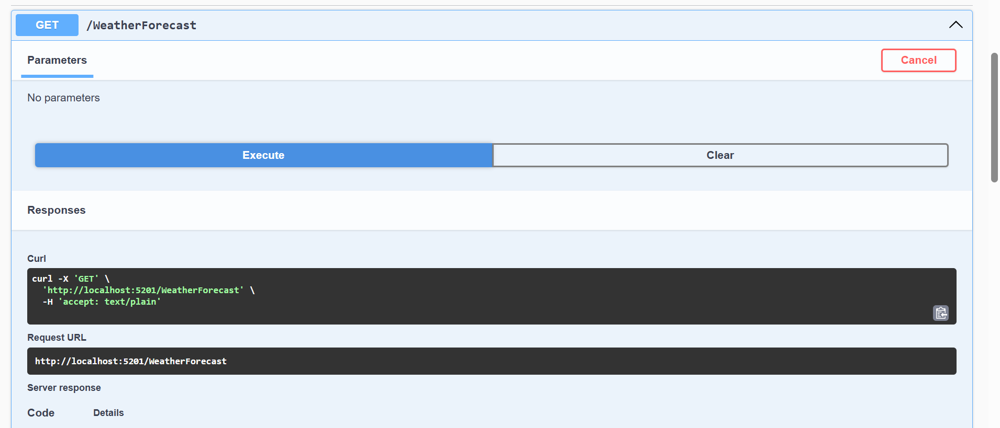 GET /WeatherForecast
Parameters
Cancel
No parameters
Execute
Clear
Responses
Curl
curl -X 'GET' \
  'http://localhost:5201/WeatherForecast' \
  -H 'accept: text/plain'
Request URL
http://localhost:5201/WeatherForecast
Server response
Code
Details